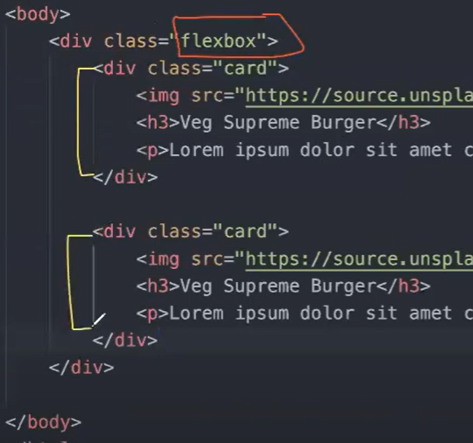 <body>
<div class="flexbox">
<div class="card">
<img src="https://source.unspla
<h3>Veg Supreme Burger</h3>
<p>Lorem ipsum dolor sit amet c
</div>
<div class="card">
<img src="https://source.unspla
<h3>Veg Supreme Burger</h3>
<p>Lorem ipsum dolor sit amet c
</div>
</div>
</body>